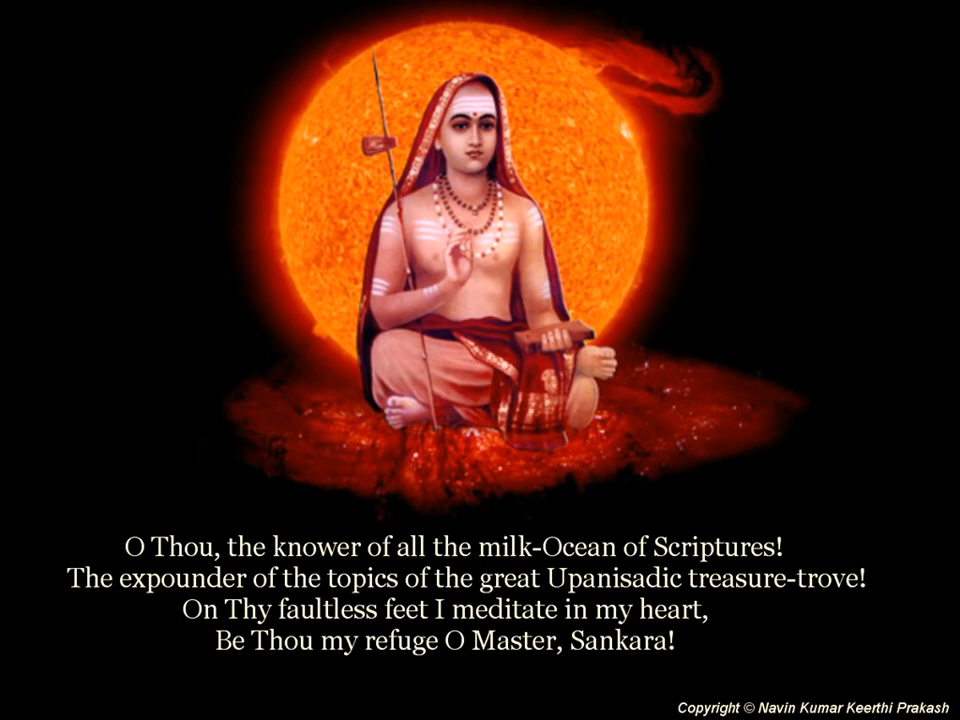 O Thou, the knower of all the milk-Ocean of Scriptures!
The expounder of the topics of the great Upanisadic treasure-trove!
On Thy faultless feet I meditate in my heart,
Be Thou my refuge O Master, Sankara!
Copyright © Navin Kumar Keerthi Prakash